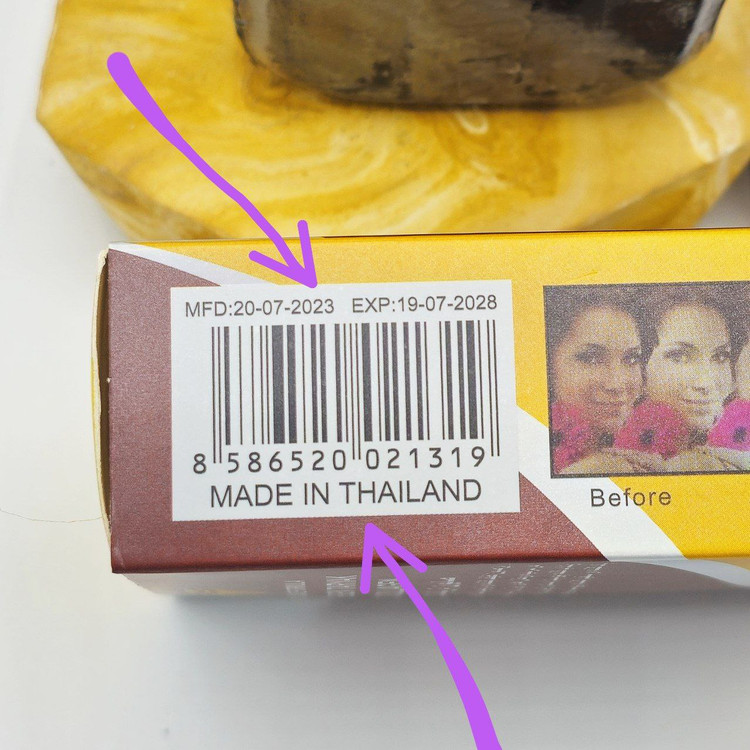 MFD:20-07-2023 EXP:19-07-2028
8 586520 021319
MADE IN THAILAND
Before